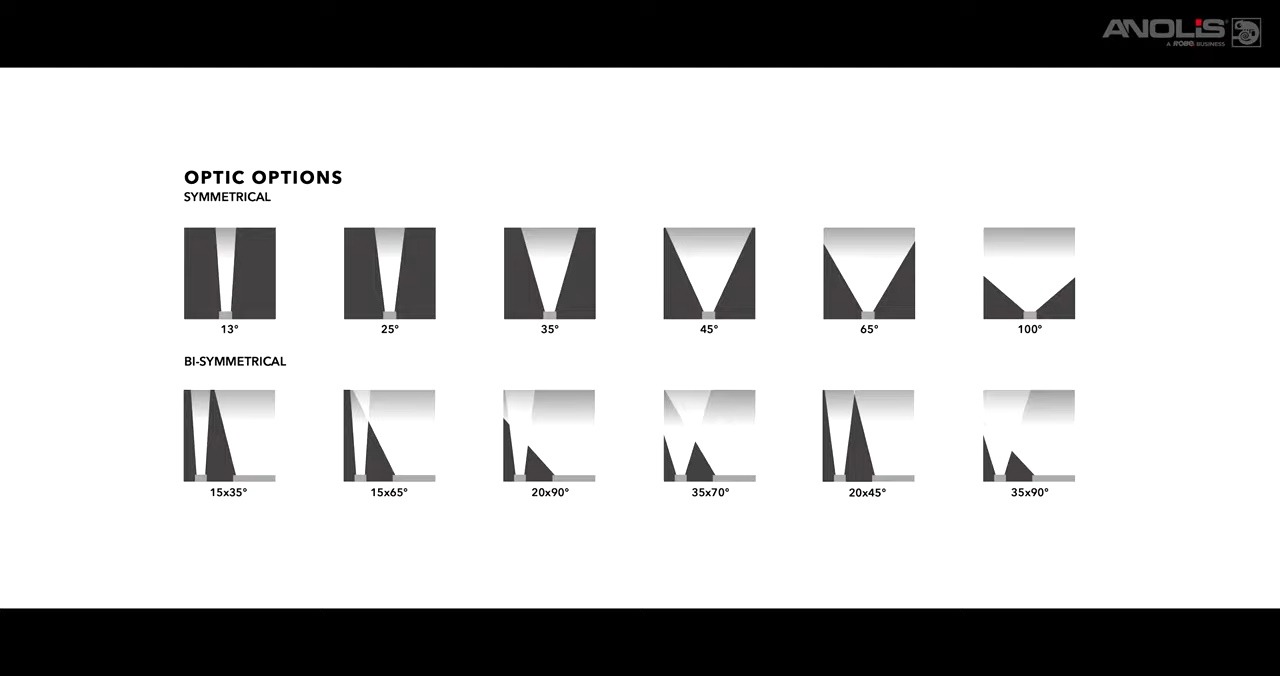 ANOLiS
A ROBE BUSINESS
OPTIC OPTIONS
SYMMETRICAL
13°
25°
35°
45°
65°
100°
BI-SYMMETRICAL
15x35°
15x65°
20x90°
35x70°
20x45°
35x90°